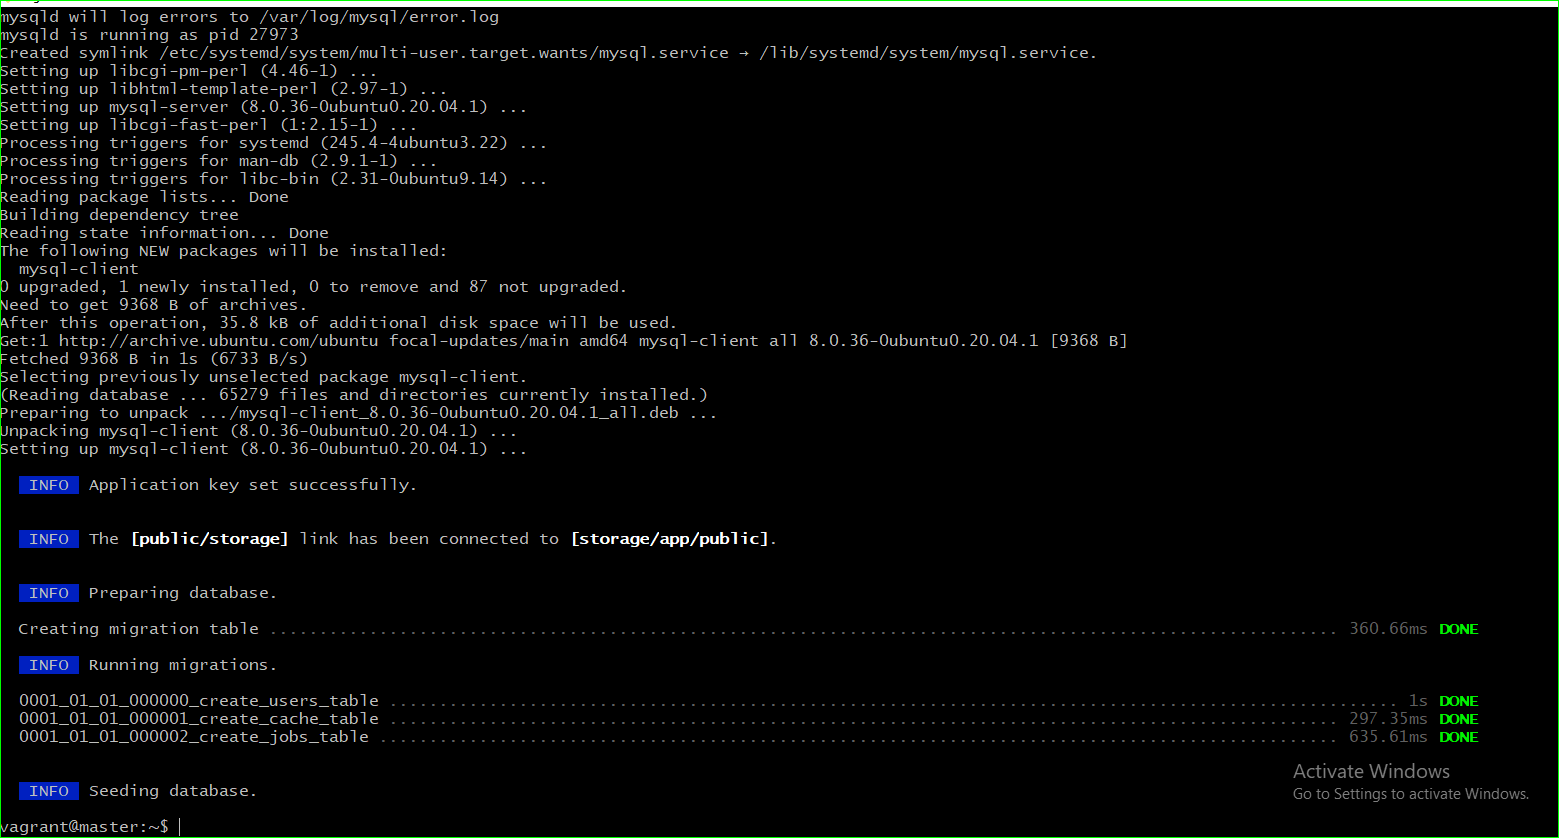 mysqld will log errors to /var/log/mysql/error.log
mysqld is running as pid 27973
Created symlink /etc/systemd/system/multi-user.target.wants/mysql.service → /lib/systemd/system/mysql.service.
Setting up libcgi-pm-perl (4.46-1) ...
Setting up libhtml-template-perl (2.97-1) ...
Setting up mysql-server (8.0.36-0ubuntu0.20.04.1) ...
Setting up libcgi-fast-perl (1:2.15-1) ...
Processing triggers for systemd (245.4-4ubuntu3.22) ...
Processing triggers for man-db (2.9.1-1) ...
Processing triggers for libc-bin (2.31-0ubuntu9.14) ...
Reading package lists... Done
Building dependency tree
Reading state information... Done
The following NEW packages will be installed:
  mysql-client
0 upgraded, 1 newly installed, 0 to remove and 87 not upgraded.
Need to get 9368 B of archives.
After this operation, 35.8 kB of additional disk space will be used.
Get:1 http://archive.ubuntu.com/ubuntu focal-updates/main amd64 mysql-client all 8.0.36-0ubuntu0.20.04.1 [9368 B]
Fetched 9368 B in 1s (6733 B/s)
Selecting previously unselected package mysql-client.
(Reading database ... 65279 files and directories currently installed.)
Preparing to unpack .../mysql-client_8.0.36-0ubuntu0.20.04.1_all.deb ...
Unpacking mysql-client (8.0.36-0ubuntu0.20.04.1) ...
Setting up mysql-client (8.0.36-0ubuntu0.20.04.1) ...
INFO Application key set successfully.
INFO The [public/storage] link has been connected to [storage/app/public].
INFO Preparing database.
Creating migration table ........................................................................................................... 360.66ms DONE
INFO Running migrations.
0001_01_01_000000_create_users_table ..................................................................................................... 1s DONE
0001_01_01_000001_create_cache_table ............................................................................................... 297.35ms DONE
0001_01_01_000002_create_jobs_table ................................................................................................ 635.61ms DONE
INFO Seeding database.
Activate Windows
Go to Settings to activate Windows.
vagrant@master:~$